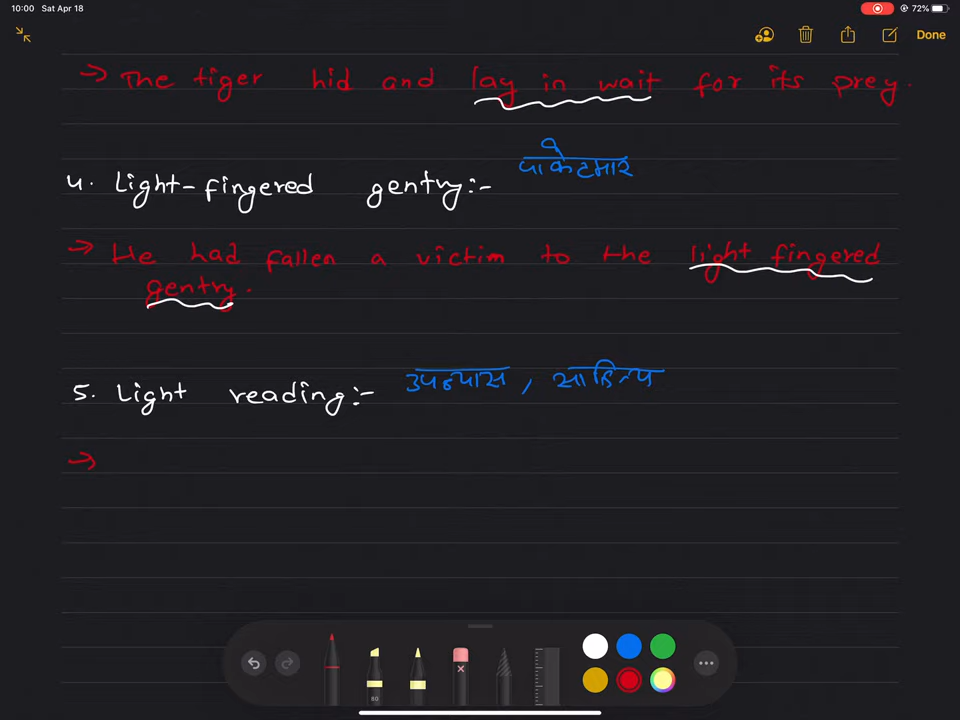 10:00 Sat Apr 18 72%
Done
→ The tiger hid and lay in wait for its prey.
4. Light-fingered gentry:- पाकेटमार
→ He had fallen a victim to the light fingered
gentry.
5. Light reading:- उपन्यास, साहित्य
→
80